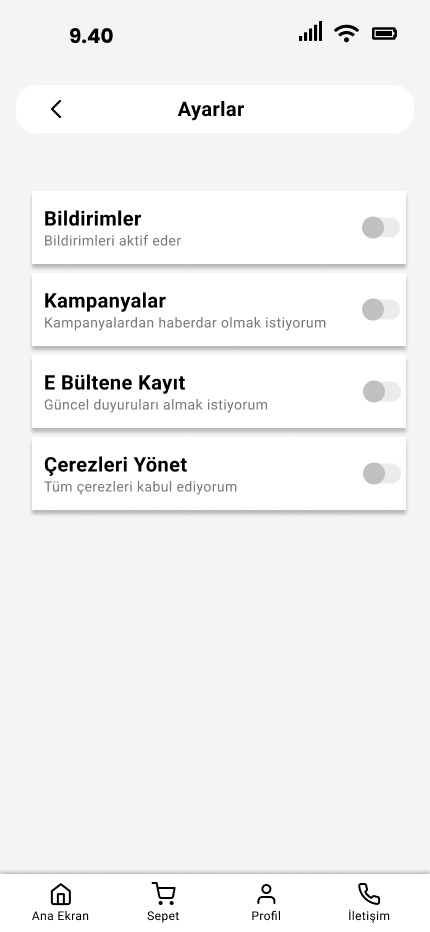 9.40
Ayarlar
Bildirimler
Bildirimleri aktif eder
Kampanyalar
Kampanyalardan haberdar olmak istiyorum
E Bültene Kayıt
Güncel duyuruları almak istiyorum
Çerezleri Yönet
Tüm çerezleri kabul ediyorum
Ana Ekran Sepet Profil İletişim